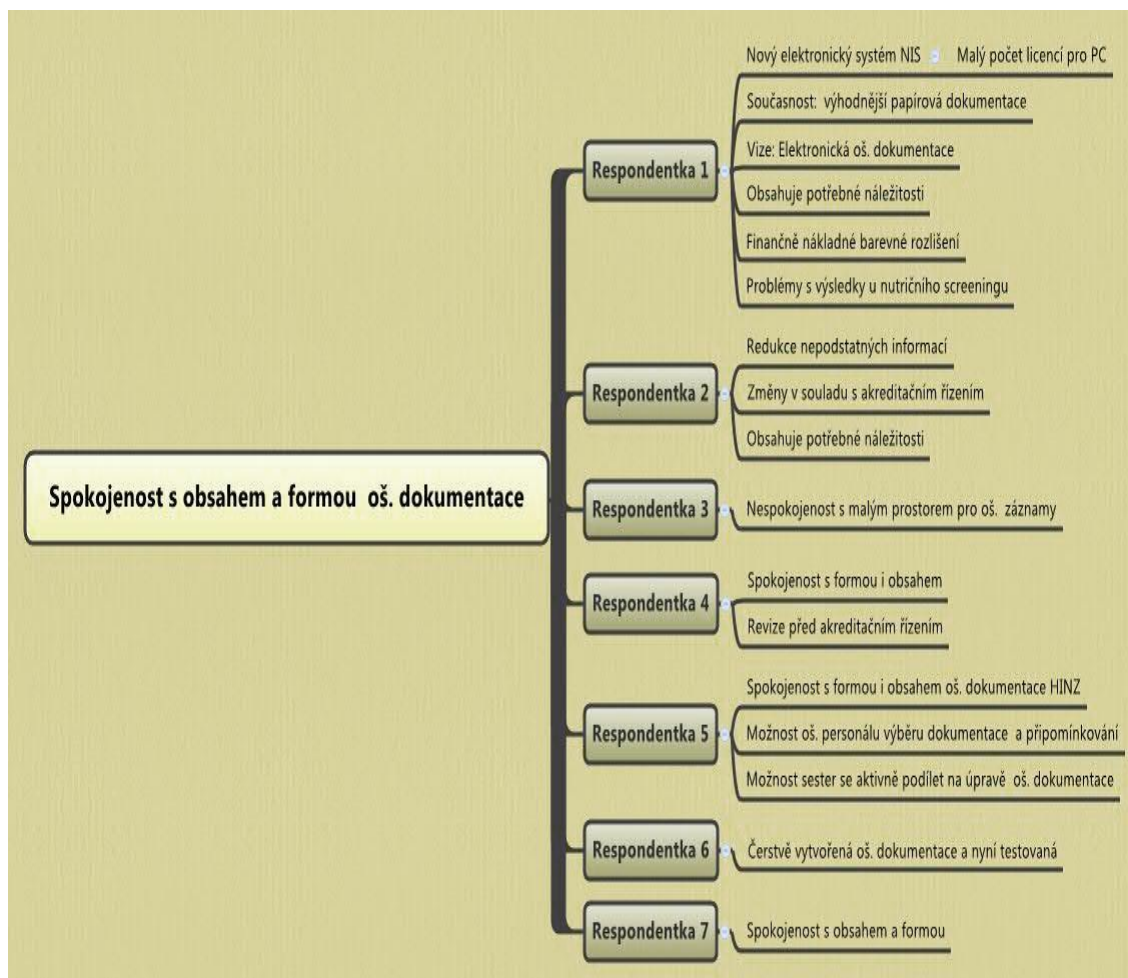 Spokojenost s obsahem a formou oš. dokumentace
Respondentka 1
Nový elektronický systém NIS
Malý počet licencí pro PC
Současnost: výhodnější papírová dokumentace
Vize: Elektronická oš. dokumentace
Obsahuje potřebné náležitosti
Finančně nákladné barevné rozlišení
Problémy s výsledky u nutričního screeningu
Respondentka 2
Redukce nepodstatných informací
Změny v souladu s akreditačním řízením
Obsahuje potřebné náležitosti
Respondentka 3
Nespokojenost s malým prostorem pro oš. záznamy
Respondentka 4
Spokojenost s formou i obsahem
Revize před akreditačním řízením
Respondentka 5
Spokojenost s formou i obsahem oš. dokumentace HINZ
Možnost oš. personálu výběru dokumentace a připomínkování
Možnost sester se aktivně podílet na úpravě oš. dokumentace
Respondentka 6
Čerstvě vytvořená oš. dokumentace a nyní testovaná
Respondentka 7
Spokojenost s obsahem a formou